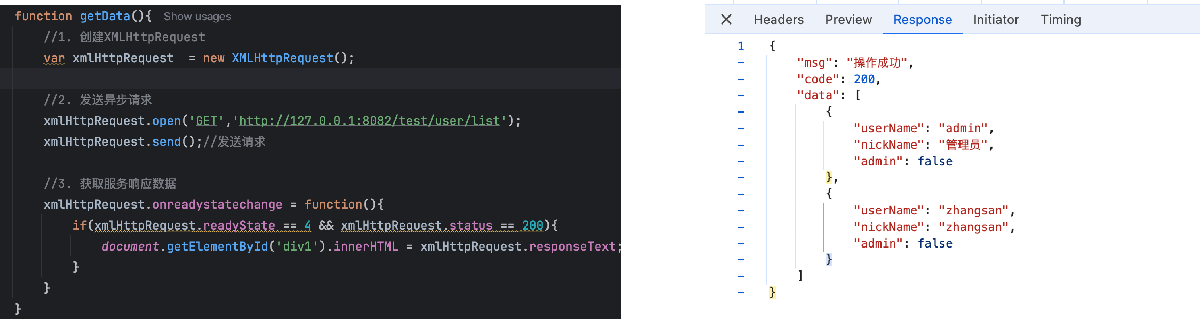 function getData(){ Show usages
//1. 创建XMLHttpRequest
var xmlHttpRequest  = new XMLHttpRequest();
//2. 发送异步请求
xmlHttpRequest.open('GET','http://127.0.0.1:8082/test/user/list');
xmlHttpRequest.send();//发送请求
//3. 获取服务响应数据
xmlHttpRequest.onreadystatechange = function(){
if(xmlHttpRequest.readyState == 4 && xmlHttpRequest.status == 200){
document.getElementById('div1').innerHTML = xmlHttpRequest.responseText;
}
}
}
Headers Preview Response Initiator Timing
1 {
"msg": "操作成功",
"code": 200,
"data": [
{
"userName": "admin",
"nickName": "管理员",
"admin": false
},
{
"userName": "zhangsan",
"nickName": "zhangsan",
"admin": false
}
]
}